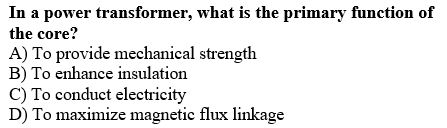 In a power transformer, what is the primary function of
the core?
A) To provide mechanical strength
B) To enhance insulation
C) To conduct electricity
D) To maximize magnetic flux linkage